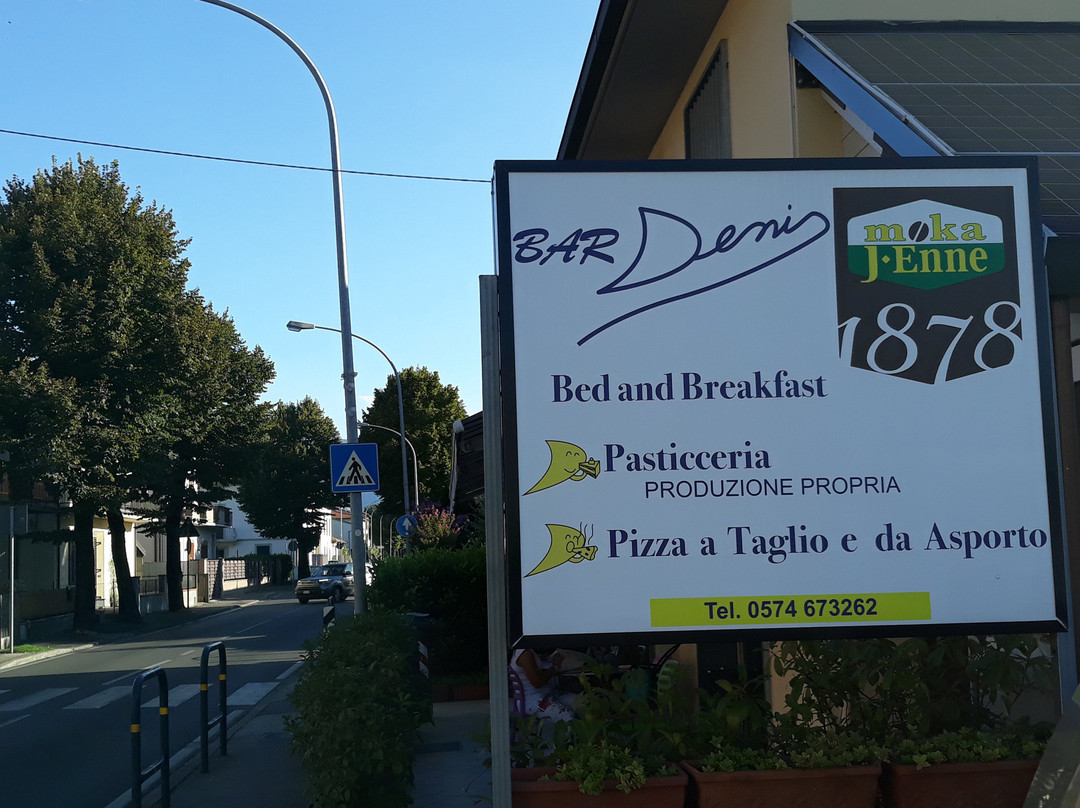 BAR Denis
moka
J·Enne
1878
Bed and Breakfast
Pasticceria
PRODUZIONE PROPRIA
Pizza a Taglio e da Asporto
Tel. 0574 673262